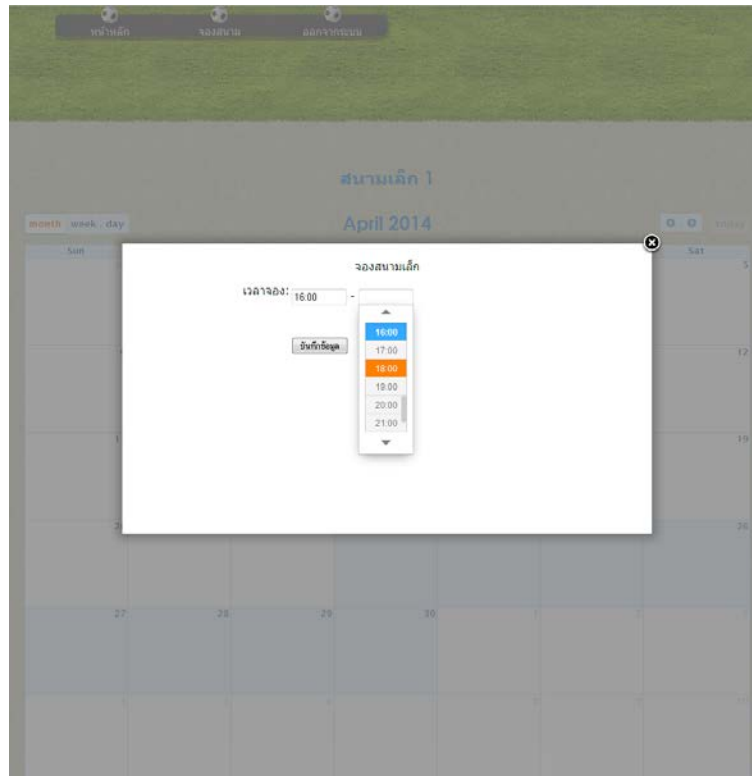 หน้าหลัก จองสนาม ออกจากระบบ
สนามเล็ก 1
month week day April 2014 today
Sun Sat
5
จองสนามเล็ก
เวลาจอง: 16:00 -
16:00
บันทึกข้อมูล 17:00
12
18:00
19:00
20:00
21:00
19
26
27 28 29 30 1 2